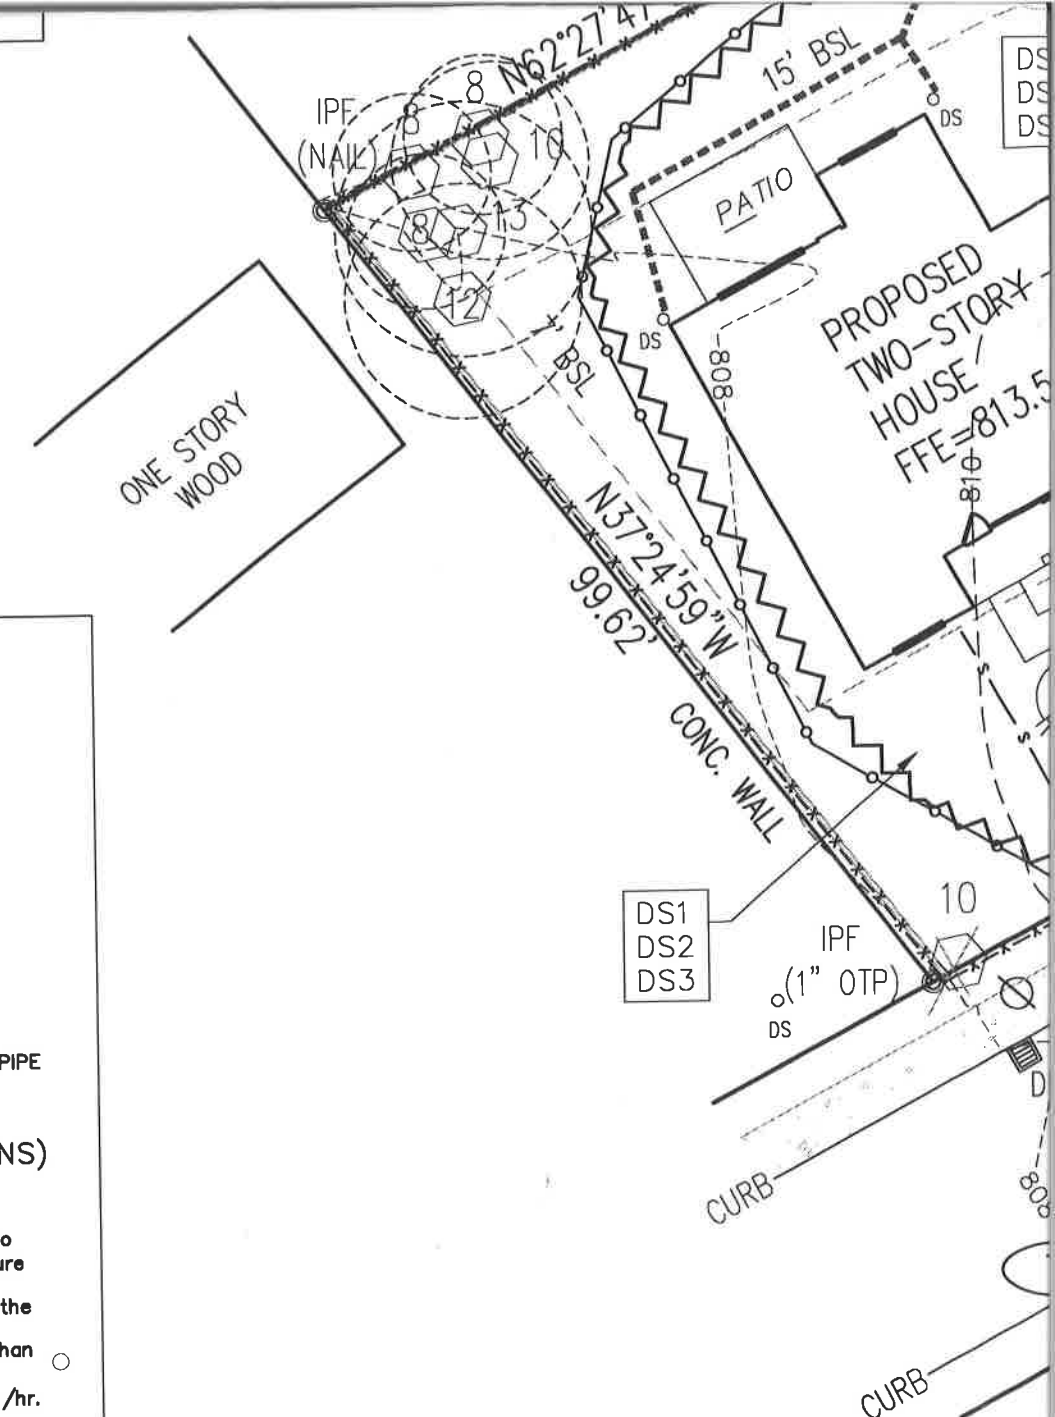 N62°27'47
15' BSL
DS
DS
DS
8
8
10
IPF
(NAIL)
DS
PATIO
13
8
12
PROPOSED
TWO-STORY
HOUSE
FFE=813.5
DS
' BSL
808
810
ONE STORY
WOOD
N37°24'59"W
99.62'
S
S
CONC. WALL
DS1
DS2
DS3
10
IPF
(1" OTP)
DS
D
PIPE
NS)
CURB
808
o
ure
the
han
/hr.
CURB